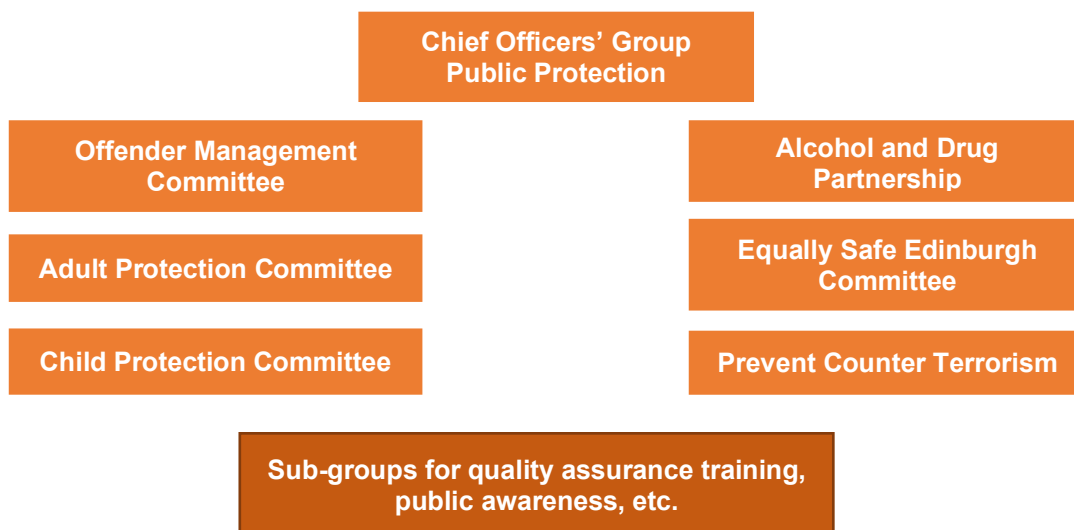 Chief Officers’ Group
Public Protection
Offender Management
Committee
Alcohol and Drug
Partnership
Adult Protection Committee
Equally Safe Edinburgh
Committee
Child Protection Committee
Prevent Counter Terrorism
Sub-groups for quality assurance training,
public awareness, etc.